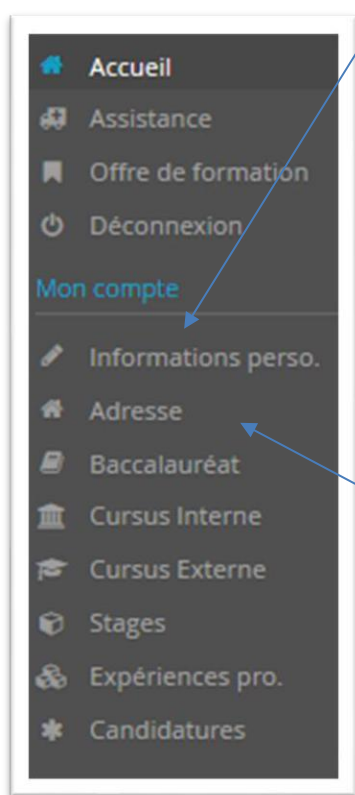 Accueil
Assistance
Offre de formation
Déconnexion
Mon compte
Informations perso.
Adresse
Baccalauréat
Cursus Interne
Cursus Externe
Stages
Expériences pro.
Candidatures